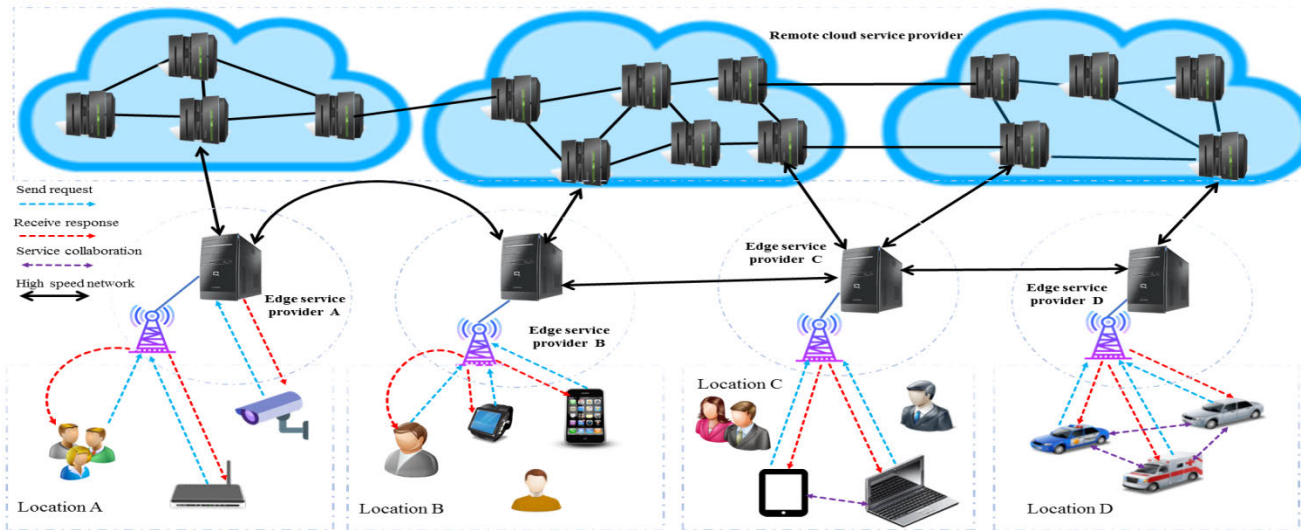 Remote cloud service provider
Send request
Receive response
Service collaboration
High speed network
Edge service
provider A
Edge service
provider B
Edge service
provider C
Edge service
provider D
Location A
Location B
Location C
Location D